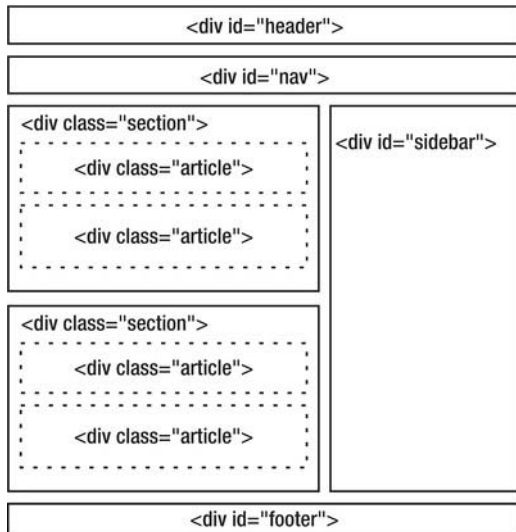 <div id="header">
<div id="nav">
<div class="section">
<div class="article">
<div class="article">
<div id="sidebar">
<div class="section">
<div class="article">
<div class="article">
<div id="footer">